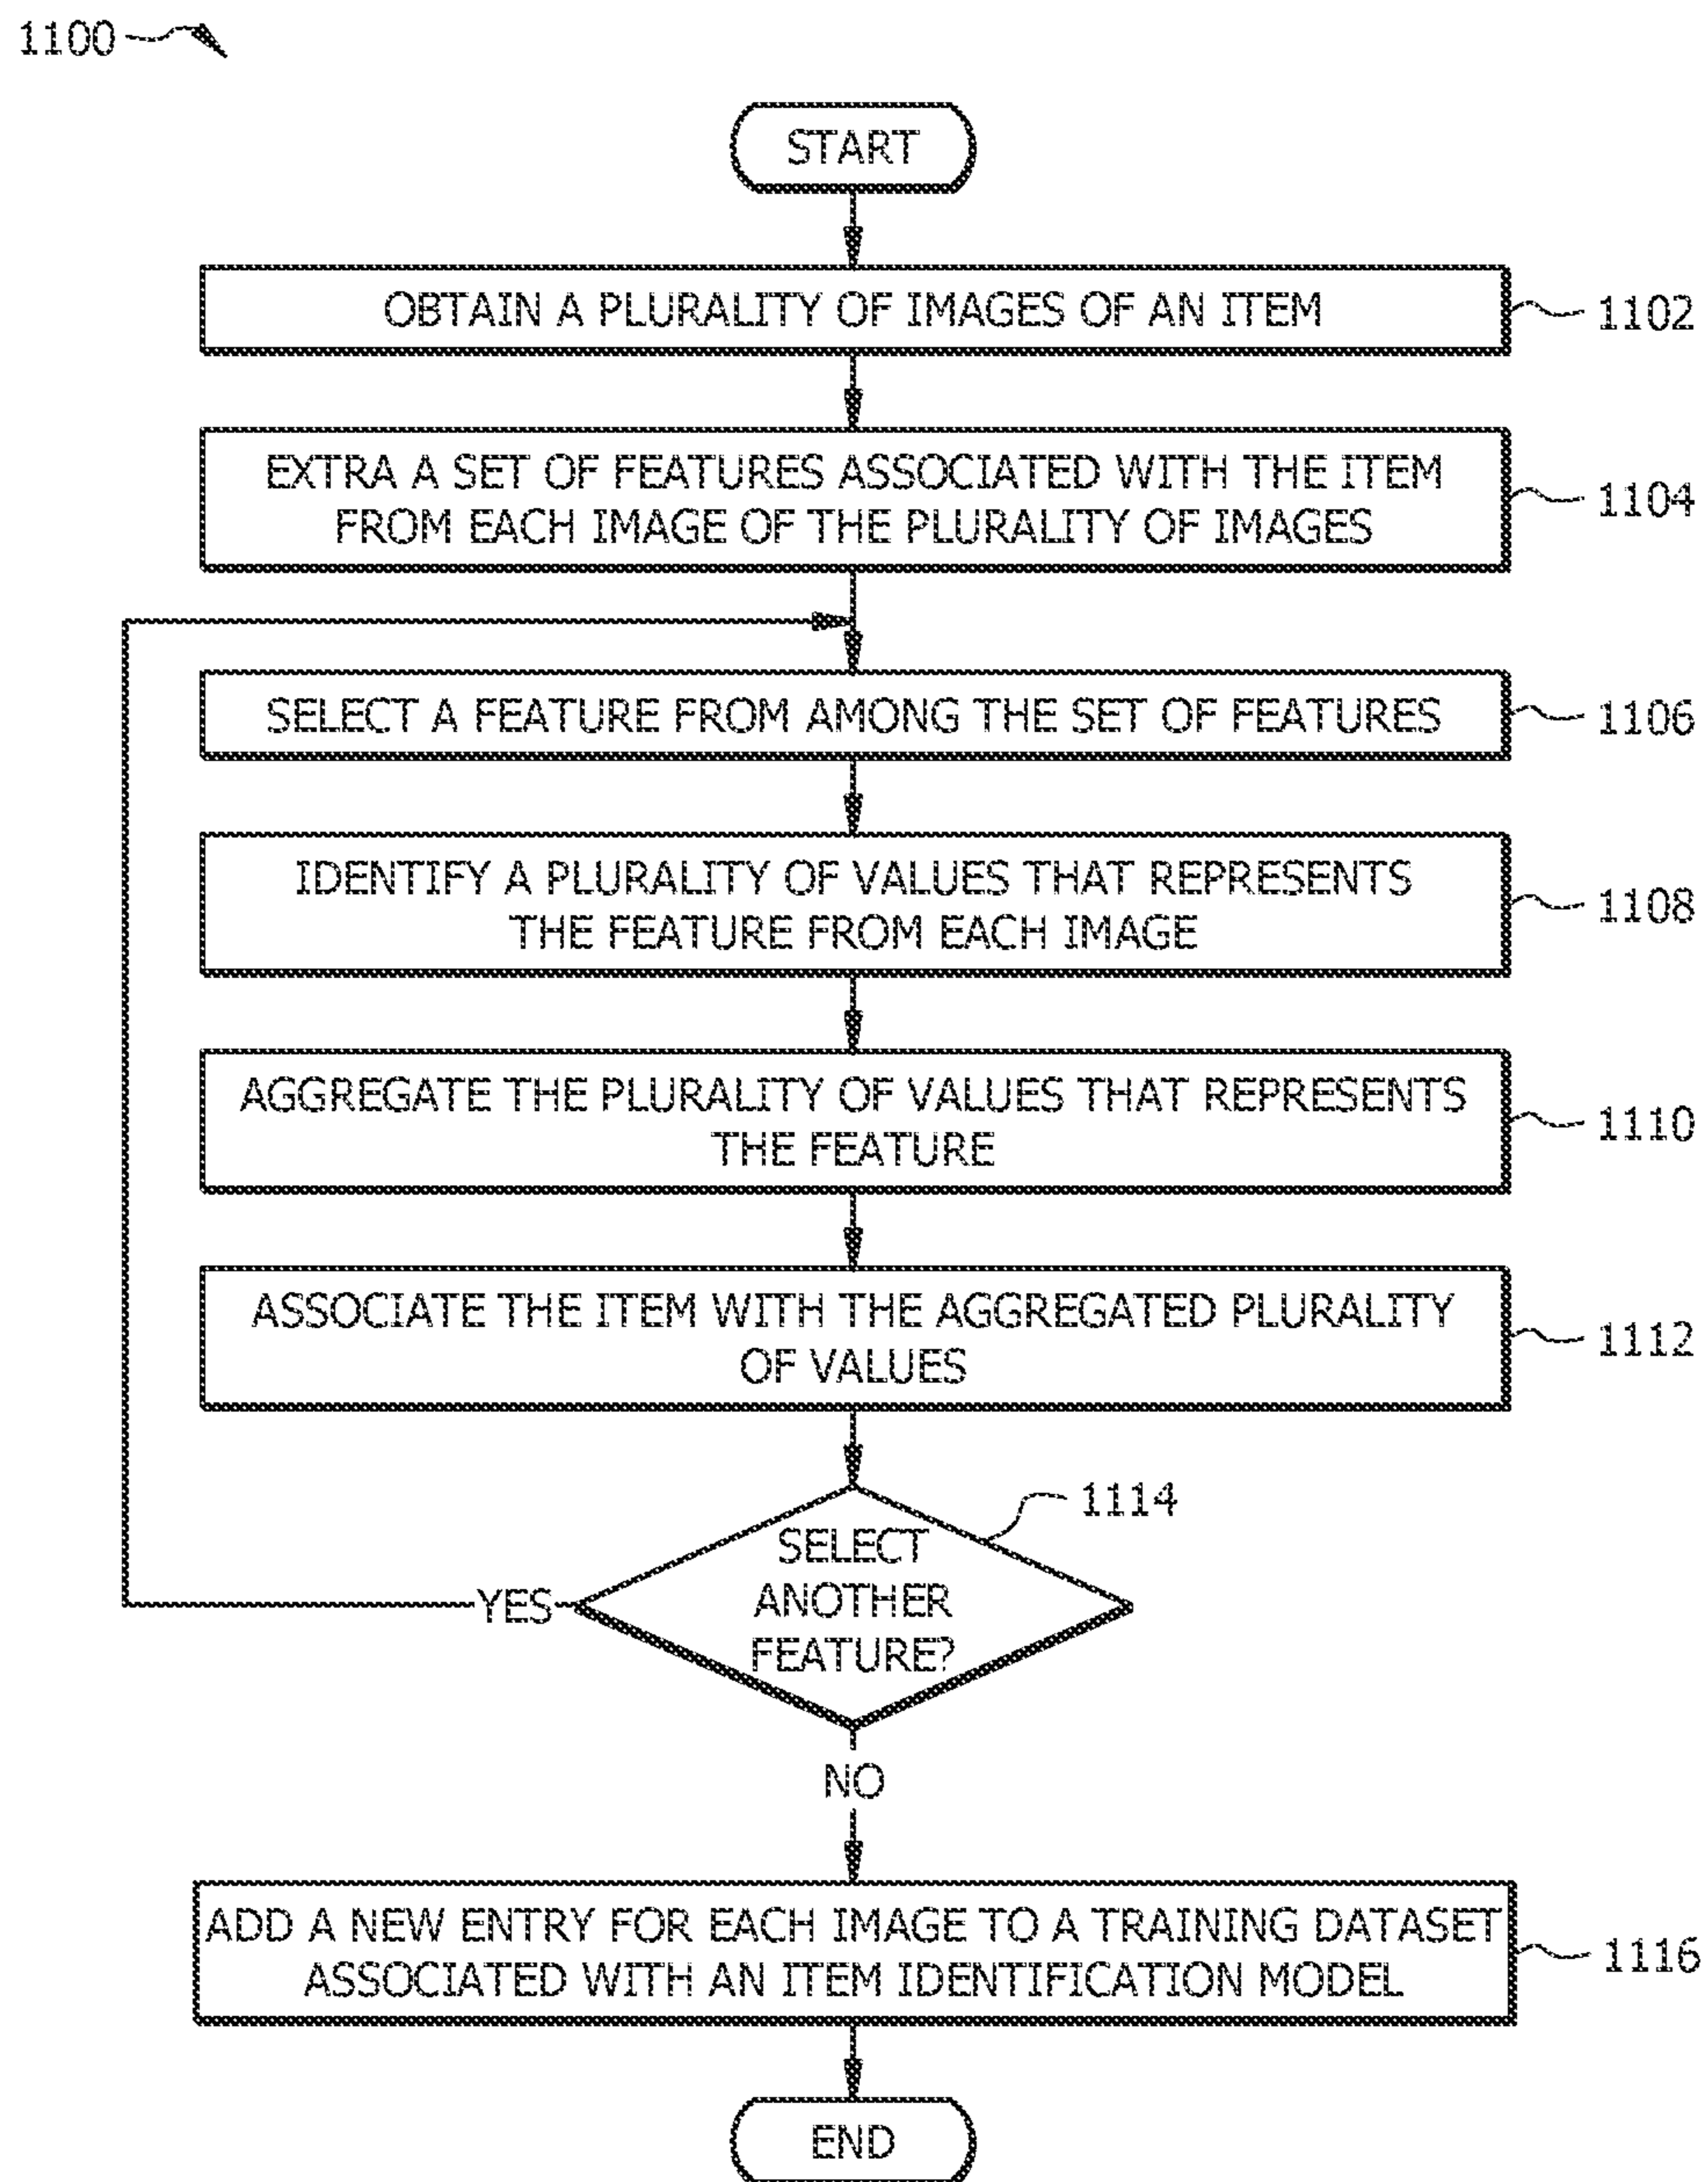 1100
START
OBTAIN A PLURALITY OF IMAGES OF AN ITEM
1102
EXTRA A SET OF FEATURES ASSOCIATED WITH THE ITEM
FROM EACH IMAGE OF THE PLURALITY OF IMAGES
1104
SELECT A FEATURE FROM AMONG THE SET OF FEATURES
1106
IDENTIFY A PLURALITY OF VALUES THAT REPRESENTS
THE FEATURE FROM EACH IMAGE
1108
AGGREGATE THE PLURALITY OF VALUES THAT REPRESENTS
THE FEATURE
1110
ASSOCIATE THE ITEM WITH THE AGGREGATED PLURALITY
OF VALUES
1112
1114
SELECT
ANOTHER
FEATURE?
YES
NO
ADD A NEW ENTRY FOR EACH IMAGE TO A TRAINING DATASET
ASSOCIATED WITH AN ITEM IDENTIFICATION MODEL
1116
END